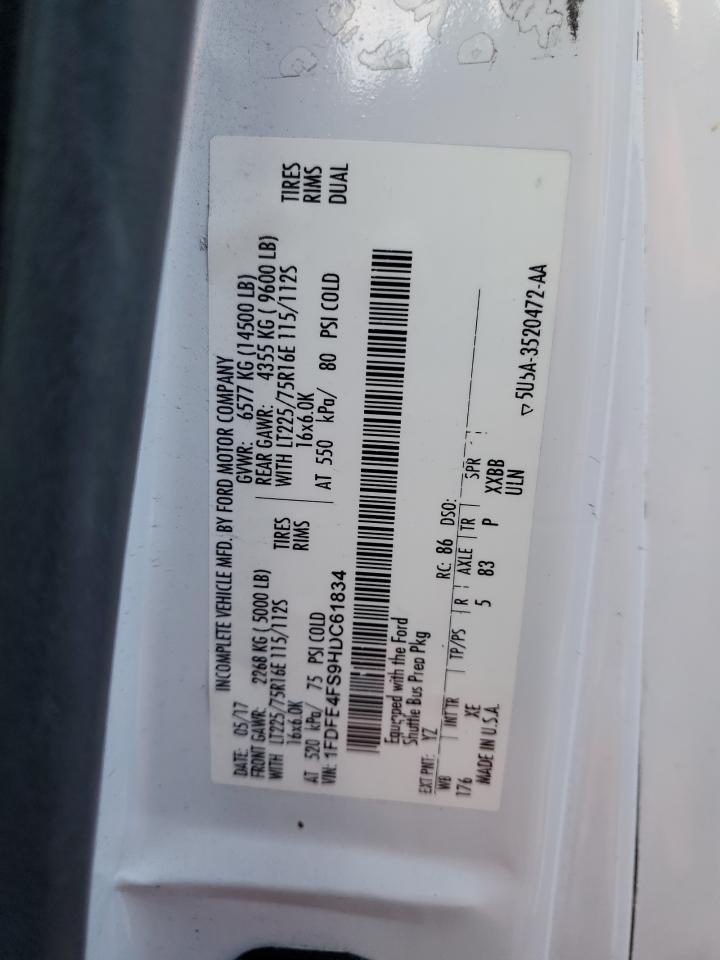 INCOMPLETE VEHICLE MFD. BY FORD MOTOR COMPANY
DATE: 05/17 GVWR: 6577 KG (14500 LB)
FRONT GAWR: 2268 KG ( 5000 LB) REAR GAWR: 4355 KG ( 9600 LB)
WITH LT225/75R16E 115/112S TIRES WITH LT225/75R16E 115/112S TIRES
16x6.0K RIMS 16x6.0K RIMS
AT 520 kPa/ 75 PSI COLD AT 550 kPa/ 80 PSI COLD DUAL
VIN: 1FDFE4FS9HDC61834
Equipped with the Ford
Shuttle Bus Prep Pkg
EXT PNT: YZ RC: 86 DSO:
WB INT TR TP/PS R AXLE TR SPR
176 XE 5 83 P XXBB
MADE IN U.S.A. ULN
5U5A-3520472-AA